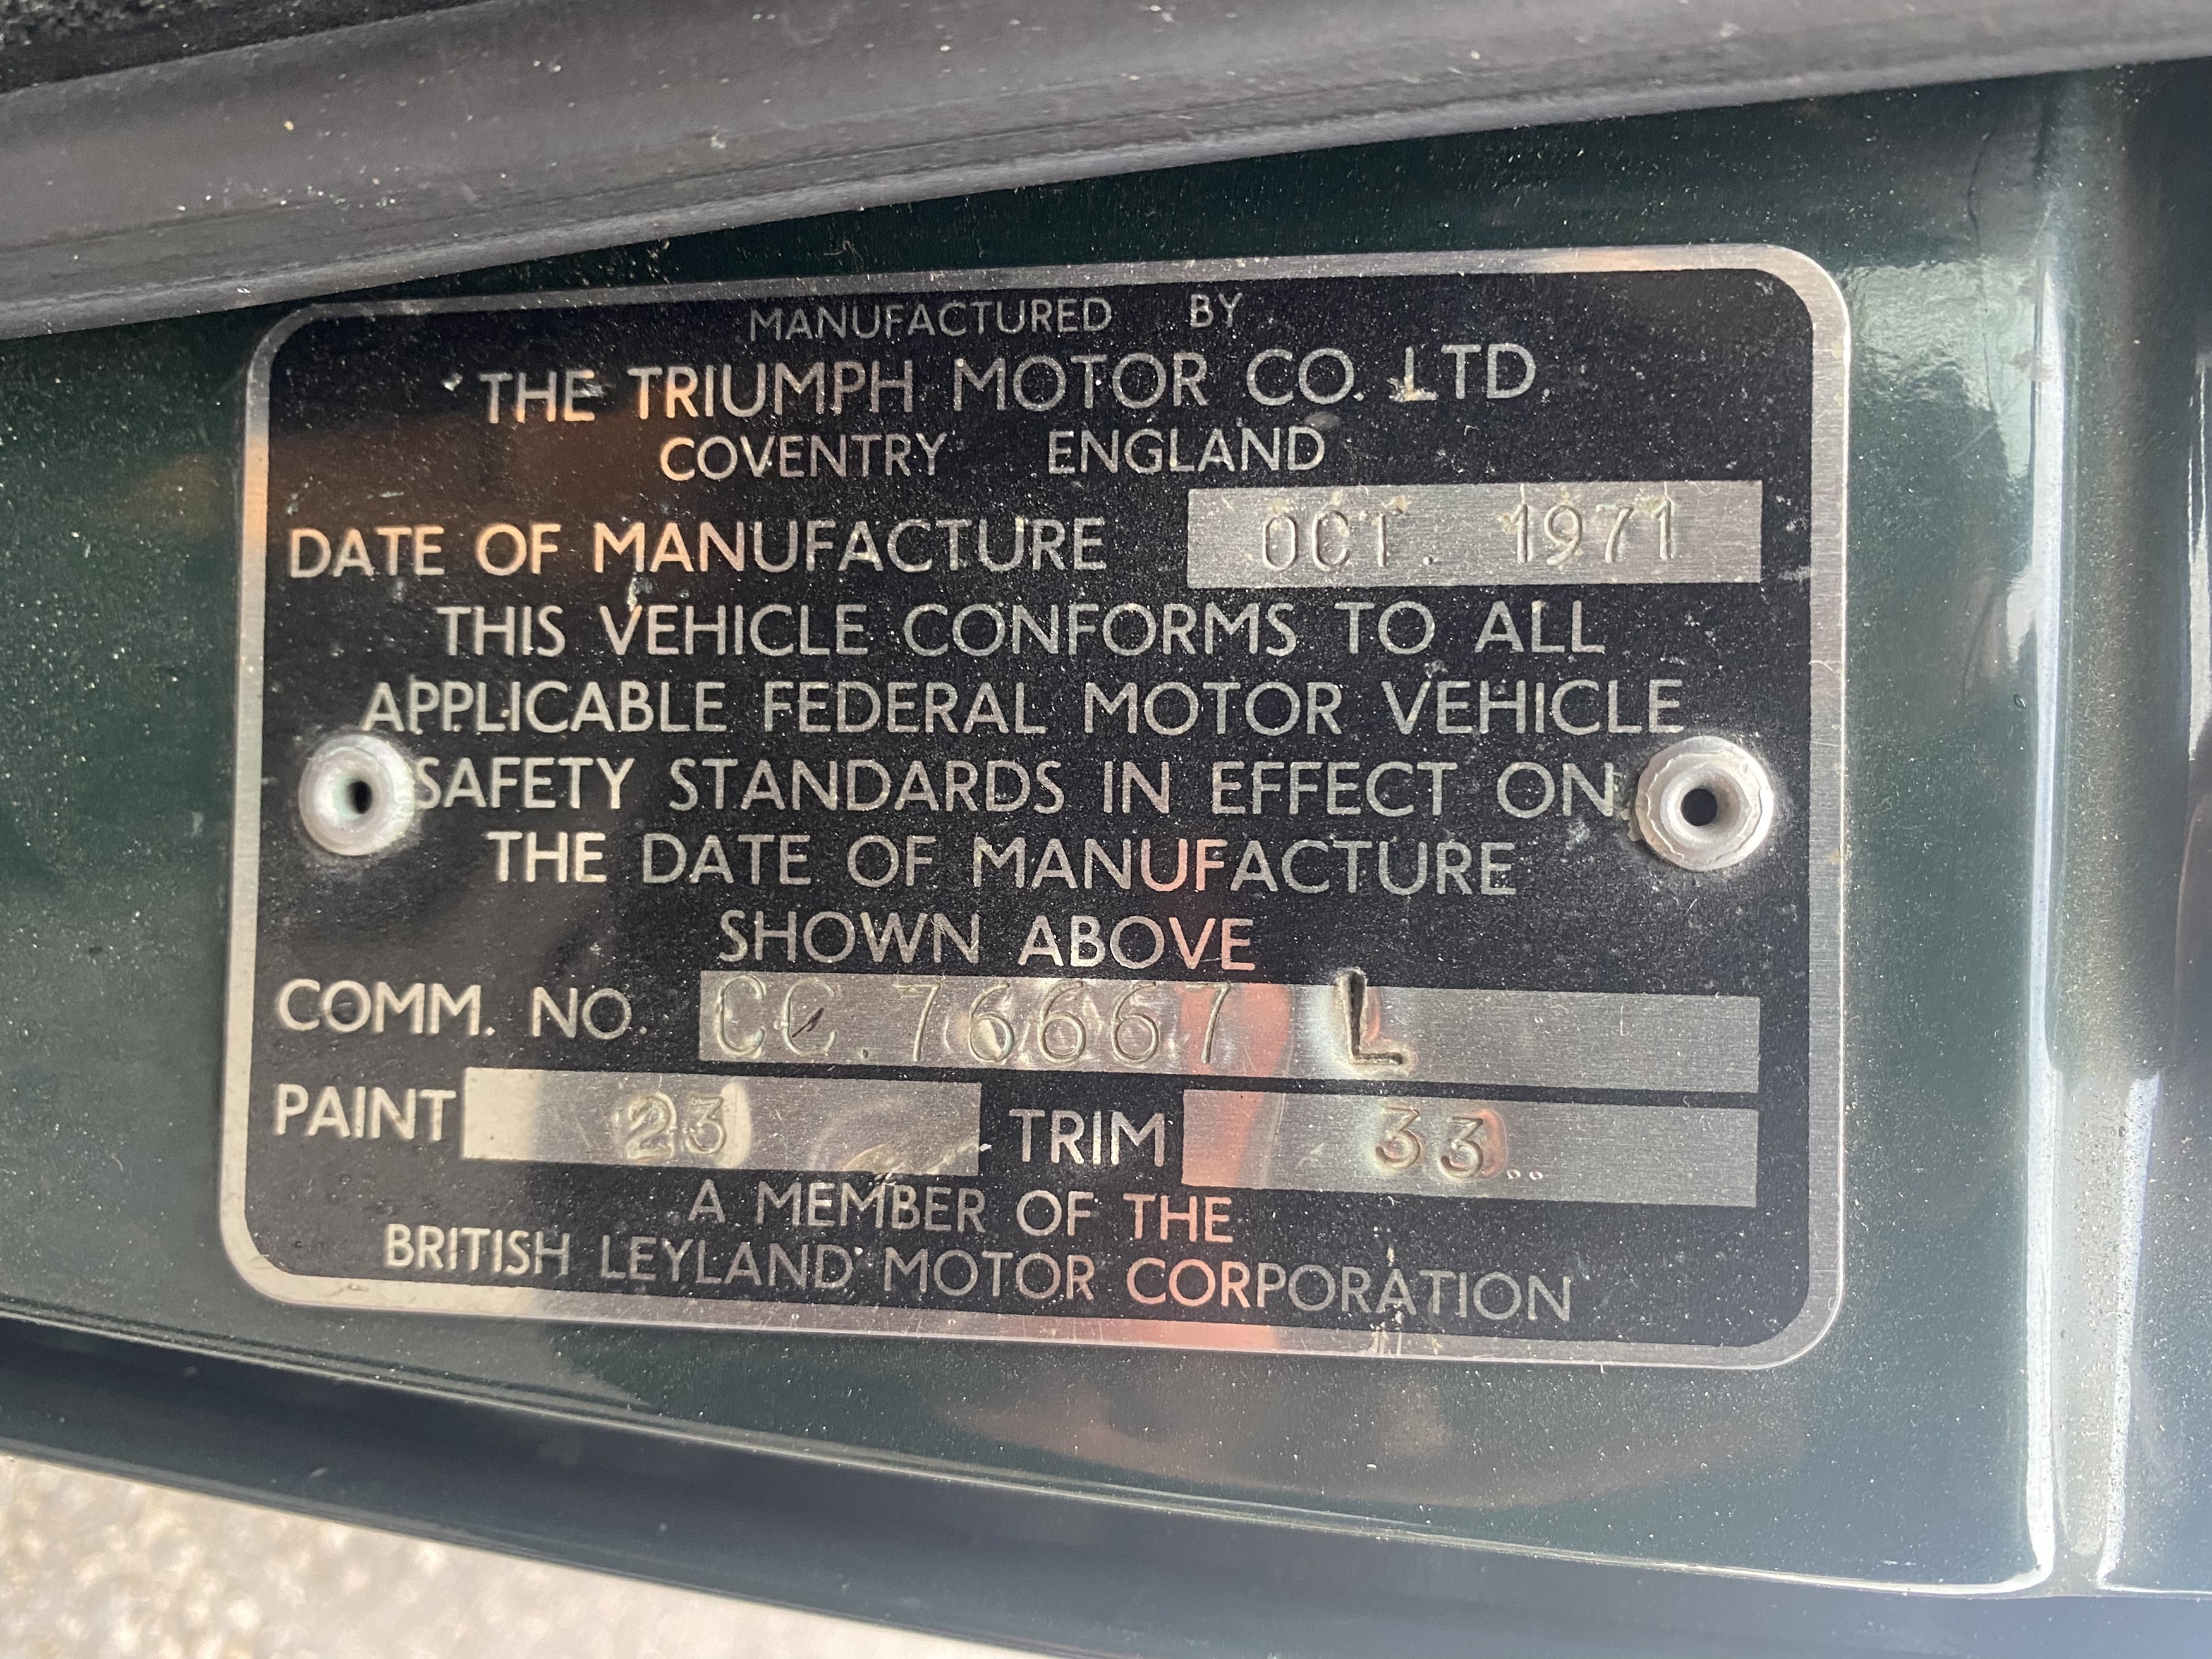 MANUFACTURED BY
THE TRIUMPH MOTOR CO. LTD.
COVENTRY ENGLAND
DATE OF MANUFACTURE OCT. 1971
THIS VEHICLE CONFORMS TO ALL
APPLICABLE FEDERAL MOTOR VEHICLE
SAFETY STANDARDS IN EFFECT ON
THE DATE OF MANUFACTURE
SHOWN ABOVE
COMM. NO. CC.76667 L
PAINT 23 TRIM 33
A MEMBER OF THE
BRITISH LEYLAND MOTOR CORPORATION